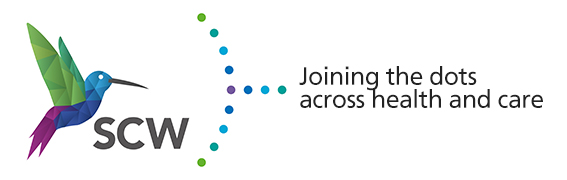 SCW
Joining the dots
across health and care